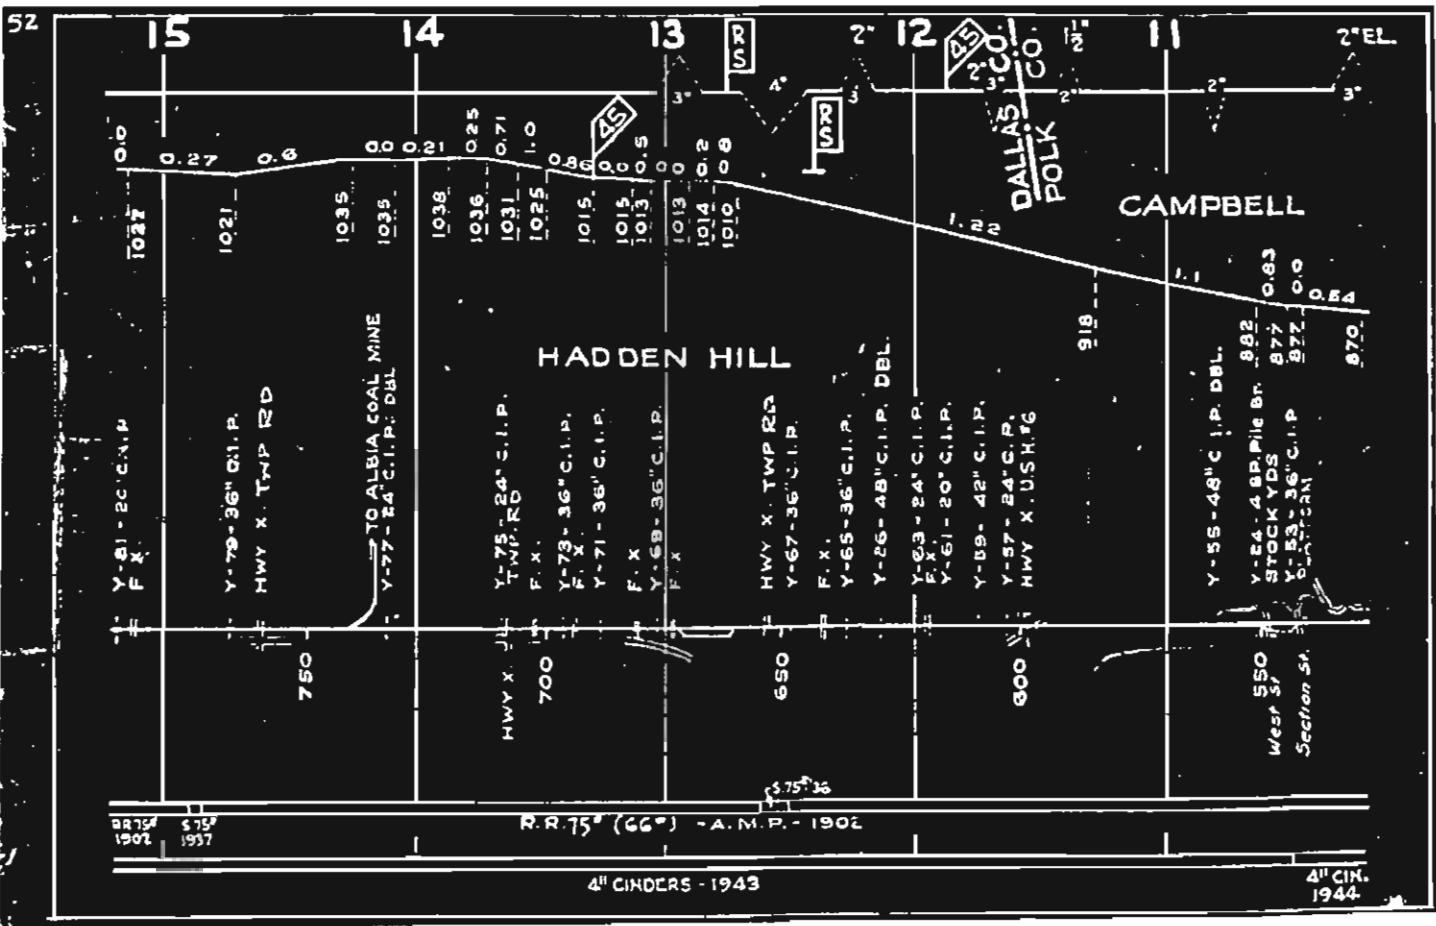 52
15 14 13 12 11
RS
2"
45
2°
3°
CO.
CO.
1 1/2"
2" EL.
3°
4°
3
2
2"
3°
RS
45
DALLAS
POLK
0.0
0
0.27
0.6
0.0
0.21
0.25
0.71
1.0
0.86
0.0
0.5
0
0
0.2
0
0.8
0
1.22
1.1
0.83
0.0
0.54
1027
1021
1035
1035
1038
1036
1031
1025
1015
1015
1013
1013
1014
1010
918
882
877
877
870
CAMPBELL
HADDEN HILL
Y-81-20" C.I.P
F. X.
Y-79-36" C.I.P.
HWY X. TWP RD
TO ALBIA COAL MINE
Y-77-24" C.I.P. DBL
Y-75-24" C.I.P.
TWP. RD
F. X.
Y-73-36" C.I.P.
F. X.
Y-71-36" C.I.P.
F. X
Y-69-36" C.I.P.
F. X
HWY X. TWP RD
Y-67-36" C.I.P.
F. X.
Y-65-36" C.I.P.
Y-26-48" C.I.P. DBL.
Y-63-24" C.I.P.
F. X.
Y-61-20" C.I.P.
Y-59-42" C.I.P.
Y-57-24" C.I.P.
HWY X. U.S.H.#6
Y-55-48" C.I.P. DBL.
Y-24-4 SP. Pile Br.
STOCK YDS
Y-53-36" C.I.P
750
HWY X.
700
650
600
550
West St
Section St.
S.75# 36
RR 75#
1902
S 75#
1937
R.R. 75# (66#) - A.M.P. - 1902
4" CINDERS - 1943
4" CIN.
1944